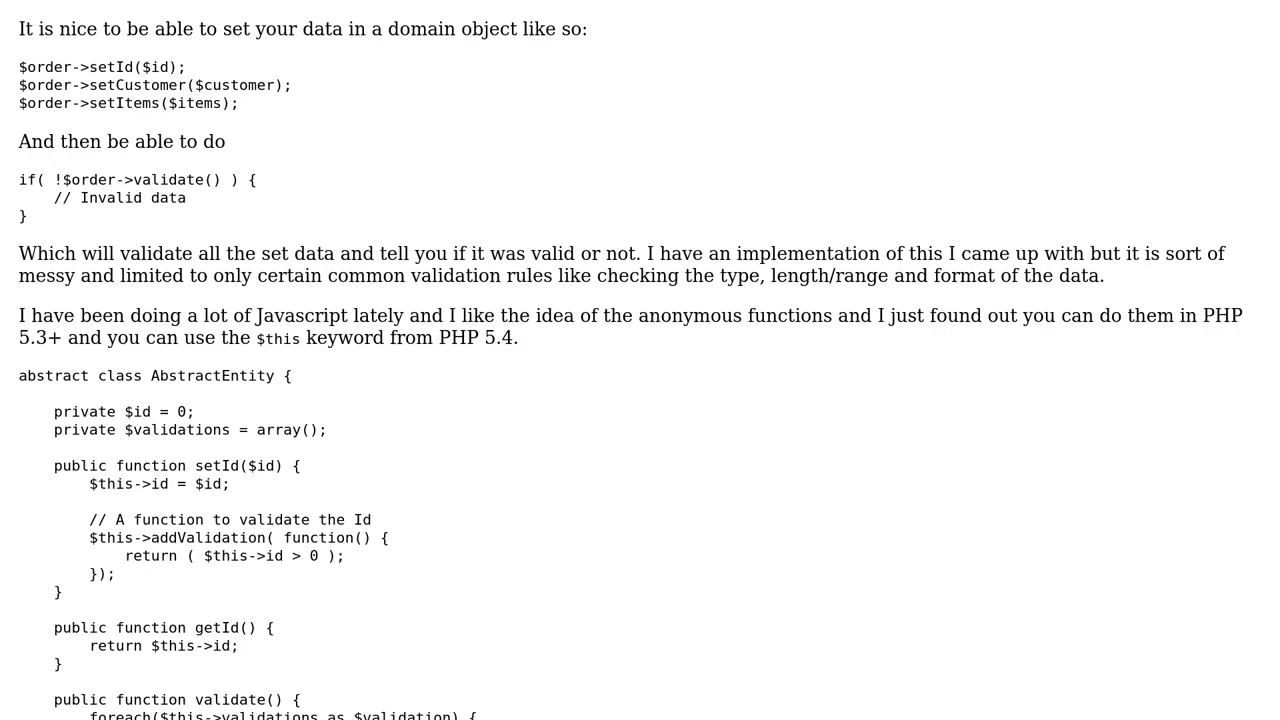 It is nice to be able to set your data in a domain object like so:
$order->setId($id);
$order->setCustomer($customer);
$order->setItems($items);
And then be able to do
if( !$order->validate() ) {
    // Invalid data
}
Which will validate all the set data and tell you if it was valid or not. I have an implementation of this I came up with but it is sort of
messy and limited to only certain common validation rules like checking the type, length/range and format of the data.
I have been doing a lot of Javascript lately and I like the idea of the anonymous functions and I just found out you can do them in PHP
5.3+ and you can use the $this keyword from PHP 5.4.
abstract class AbstractEntity {
    private $id = 0;
    private $validations = array();
    public function setId($id) {
        $this->id = $id;
        // A function to validate the Id
        $this->addValidation( function() {
            return ( $this->id > 0 );
        });
    }
    public function getId() {
        return $this->id;
    }
    public function validate() {
        foreach($this->validations as $validation) {